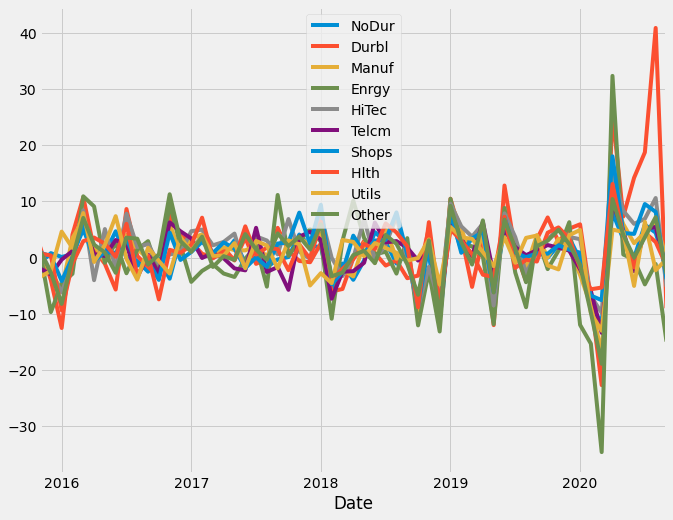 40
30
20
10
0
−10
−20
−30
NoDur
Durbl
Manuf
Enrgy
HiTec
Telcm
Shops
Hlth
Utils
Other
2016 2017 2018 2019 2020
Date